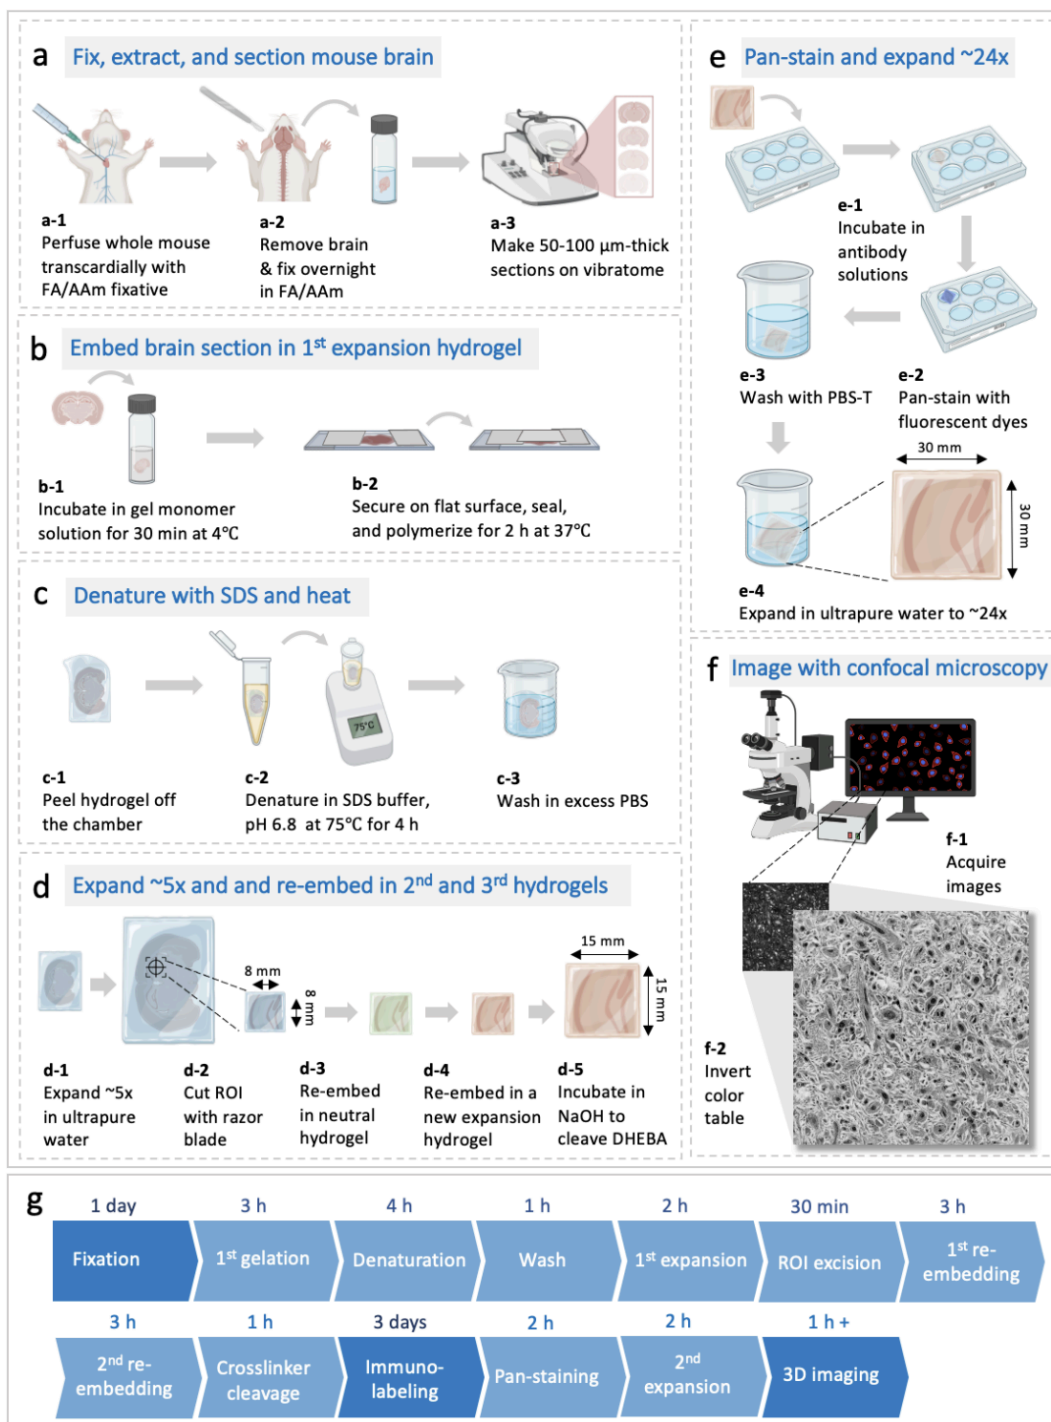 a
Fix, extract, and section mouse brain
a-1
Perfuse whole mouse
transcardially with
FA/AAm fixative
a-2
Remove brain
& fix overnight
in FA/AAm
a-3
Make 50-100 µm-thick
sections on vibratome
b
Embed brain section in 1st expansion hydrogel
b-1
Incubate in gel monomer
solution for 30 min at 4℃
b-2
Secure on flat surface, seal,
and polymerize for 2 h at 37℃
c
Denature with SDS and heat
75℃
c-1
Peel hydrogel off
the chamber
c-2
Denature in SDS buffer,
pH 6.8 at 75℃ for 4 h
c-3
Wash in excess PBS
d
Expand ~5x and and re-embed in 2nd and 3rd hydrogels
8 mm
8 mm
15 mm
15 mm
d-1
Expand ~5x
in ultrapure
water
d-2
Cut ROI
with razor
blade
d-3
Re-embed
in neutral
hydrogel
d-4
Re-embed in a
new expansion
hydrogel
d-5
Incubate in
NaOH to
cleave DHEBA
e
Pan-stain and expand ~24x
e-1
Incubate in
antibody
solutions
e-2
Pan-stain with
fluorescent dyes
e-3
Wash with PBS-T
30 mm
30 mm
e-4
Expand in ultrapure water to ~24x
f
Image with confocal microscopy
f-1
Acquire
images
f-2
Invert
color
table
g
1 day
3 h
4 h
1 h
2 h
30 min
3 h
Fixation
1st gelation
Denaturation
Wash
1st expansion
ROI excision
1st re-
embedding
3 h
1 h
3 days
2 h
2 h
1 h +
2nd re-
embedding
Crosslinker
cleavage
Immuno-
labeling
Pan-staining
2nd
expansion
3D imaging